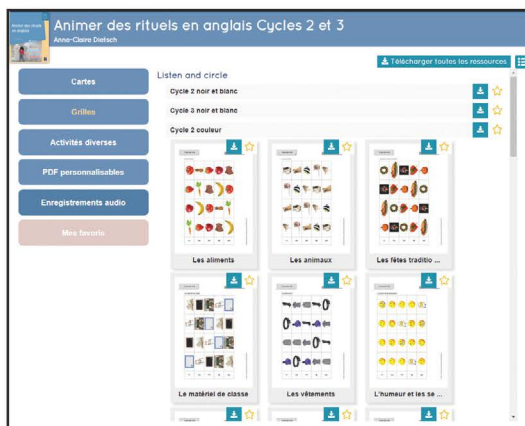 Animer des rituels en anglais Cycles 2 et 3
Anne-Claire Dietsch
Télécharger toutes les ressources
Cartes
Grilles
Activités diverses
PDF personnalisables
Enregistrements audio
Mes favoris
Listen and circle
Cycle 2 noir et blanc
Cycle 3 noir et blanc
Cycle 2 couleur
Les aliments
Les animaux
Les fêtes traditio ...
Le matériel de classe
Les vêtements
L'humeur et les se ...